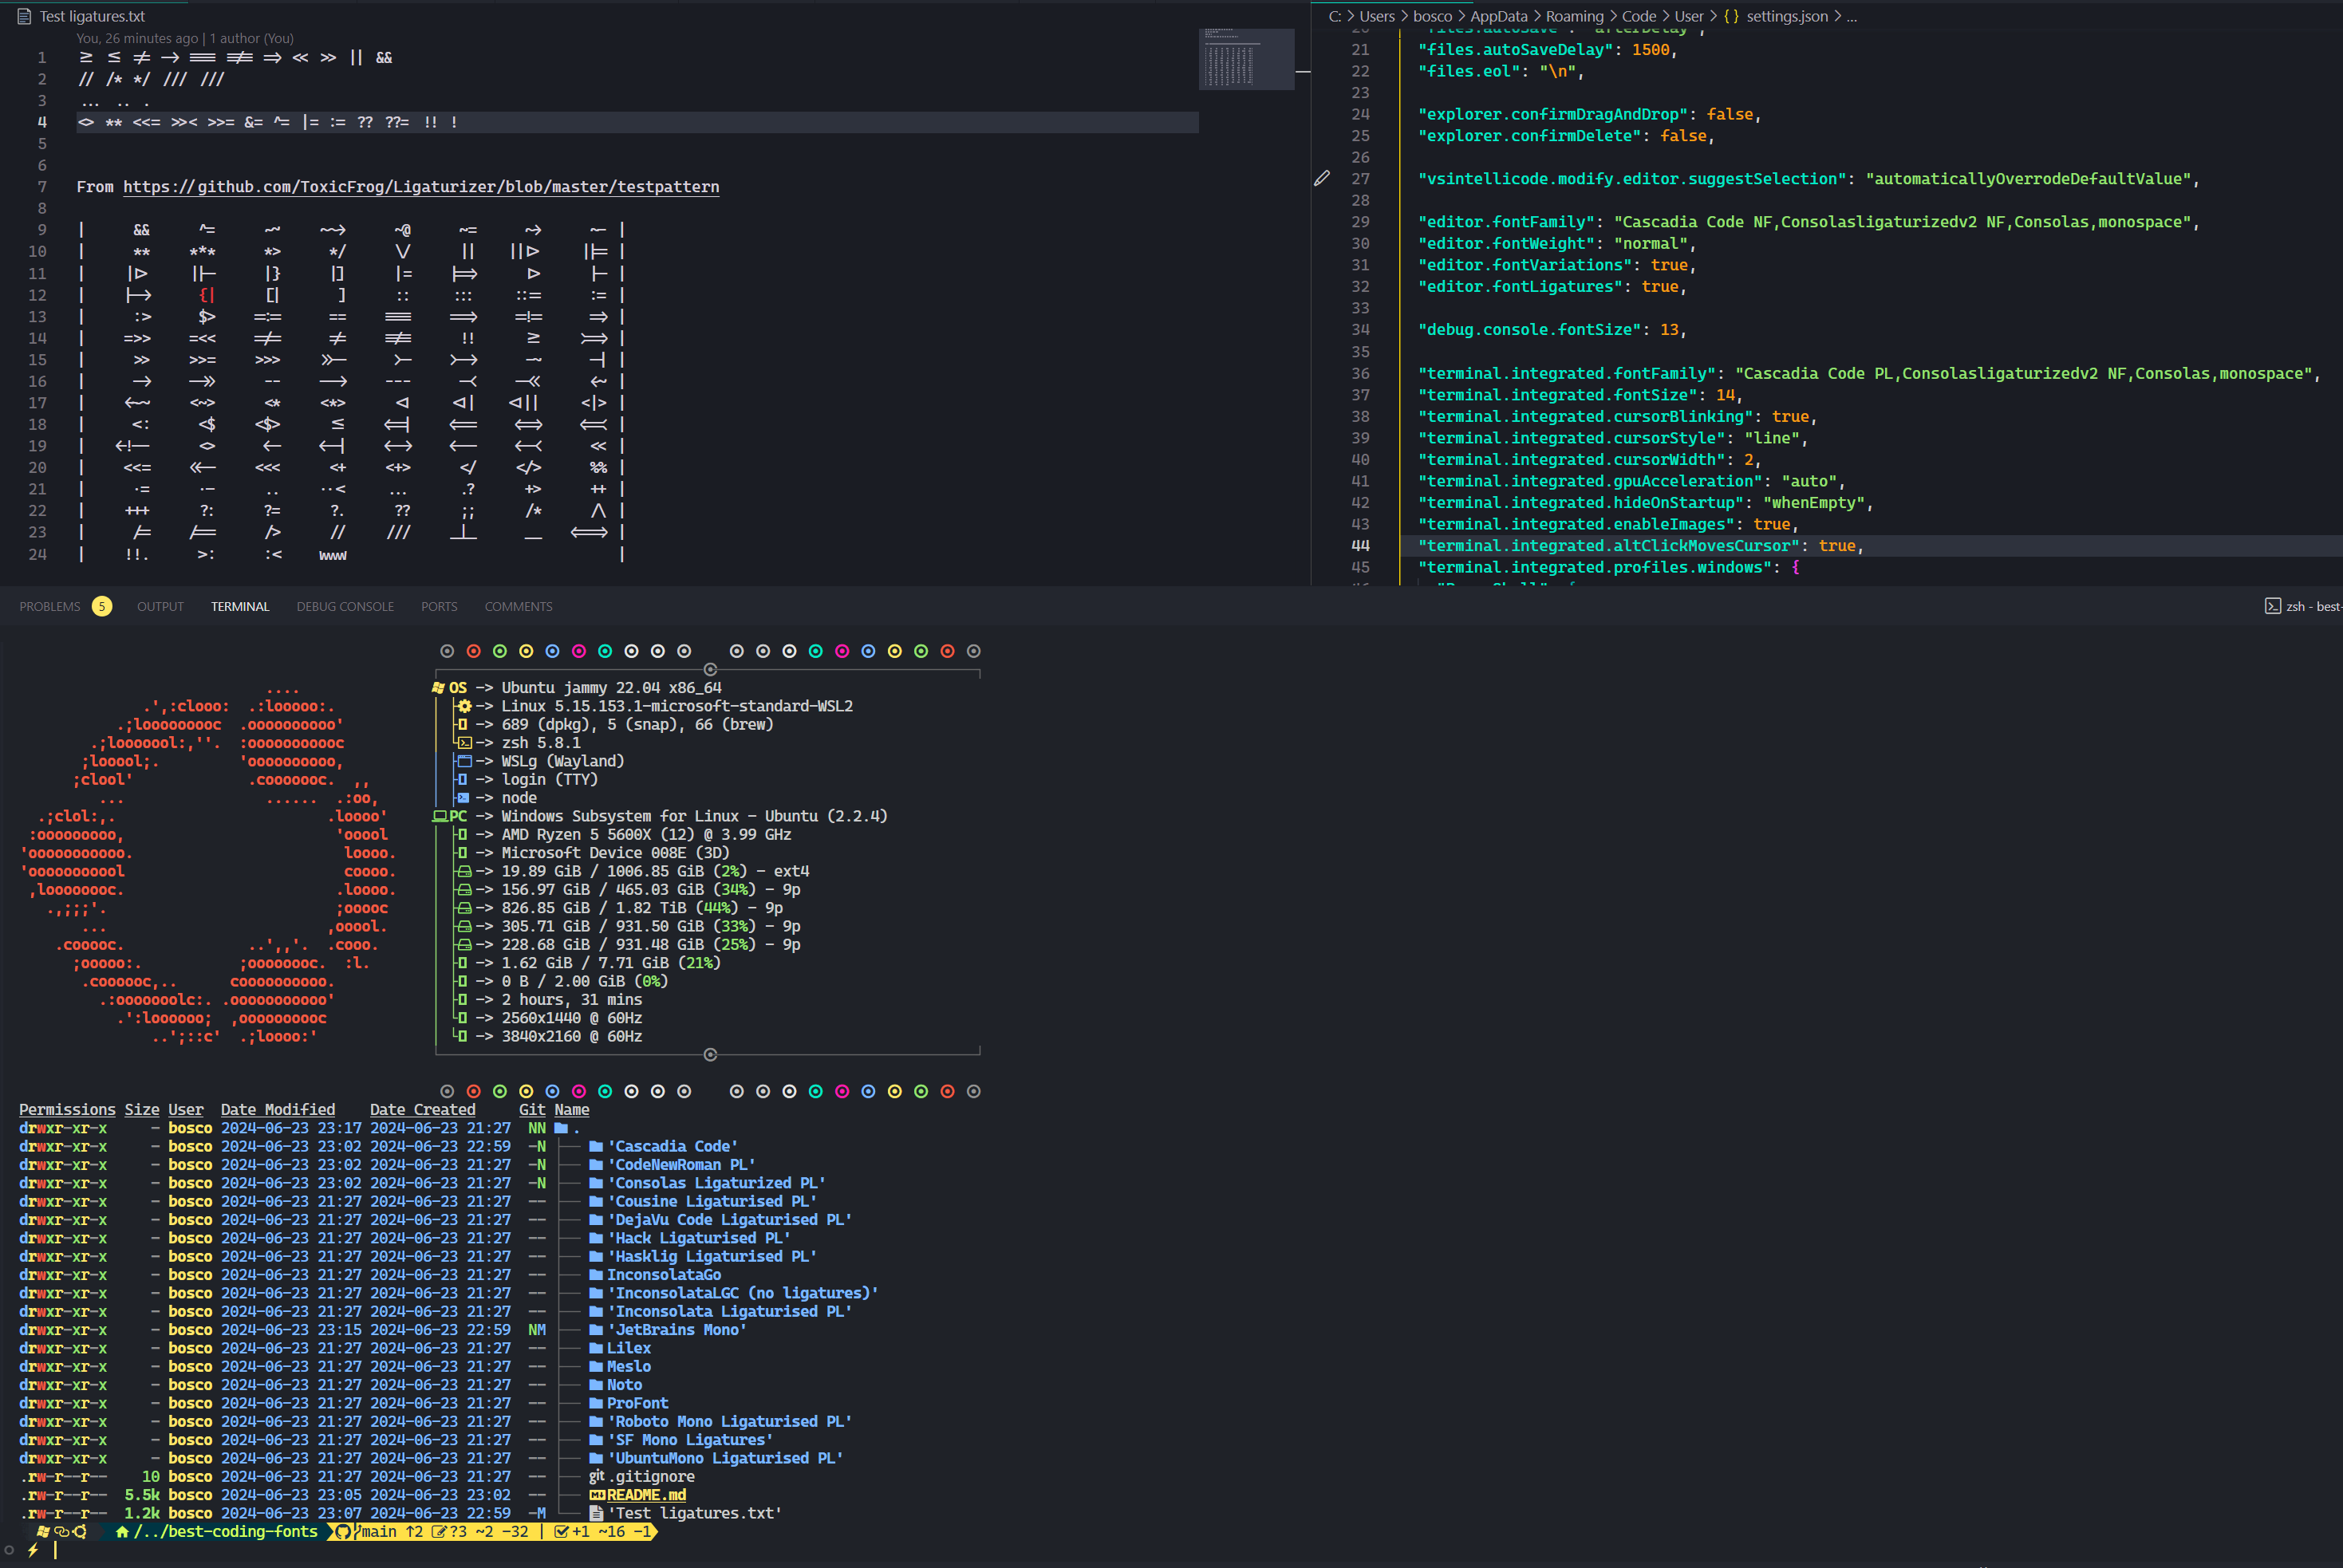 Test ligatures.txt
You, 26 minutes ago | 1 author (You)
1 ≥ ≤ ≠ → ≡ ≢ ⇒ << >> || &&
2 // /* */ /// ///
3 ... .. .
4 <> ** <<= >>< >>= &= ^= |= := ?? ??= !! !
5
6
7 From https://github.com/ToxicFrog/Ligaturizer/blob/master/testpattern
8
9 | && ^= ~~ ~~> ~@ ~= ~> ~- |
10 | ** *** *> */ \/ || ||> ||= |
11 | |> ||- |} |] |= |=> |> |- |
12 | |-> {| [| ] :: ::: ::= := |
13 | :> $> =:= == === ==> =!= => |
14 | =>> =<< =/= != !== !! >= >=> |
15 | >> >>= >>> >>- >- >-> -~ -| |
16 | -> ->> -- --> --- -< -<< <~ |
17 | <~~ <~> <* <*> <| <|| <||| <|> |
18 | <: <$ <$> <= <=| <== <=> <=< |
19 | <!-- <> <- <-| <-> <-- <-< << |
20 | <<= <<- <<< <+ <+> </ </> %% |
21 | .= .- .. ..< ... .? +> ++ |
22 | +++ ?: ?= ?. ?? ;; /* /\ |
23 | /= /== /> // /// _|_ __ <==> |
24 | !!. >: :< www |
C: > Users > bosco > AppData > Roaming > Code > User > {} settings.json > ...
21 "files.autoSaveDelay": 1500,
22 "files.eol": "\n",
23
24 "explorer.confirmDragAndDrop": false,
25 "explorer.confirmDelete": false,
26
27 "vsintellicode.modify.editor.suggestSelection": "automaticallyOverrodeDefaultValue",
28
29 "editor.fontFamily": "Cascadia Code NF,Consolasligaturizedv2 NF,Consolas,monospace",
30 "editor.fontWeight": "normal",
31 "editor.fontVariations": true,
32 "editor.fontLigatures": true,
33
34 "debug.console.fontSize": 13,
35
36 "terminal.integrated.fontFamily": "Cascadia Code PL,Consolasligaturizedv2 NF,Consolas,monospace",
37 "terminal.integrated.fontSize": 14,
38 "terminal.integrated.cursorBlinking": true,
39 "terminal.integrated.cursorStyle": "line",
40 "terminal.integrated.cursorWidth": 2,
41 "terminal.integrated.gpuAcceleration": "auto",
42 "terminal.integrated.hideOnStartup": "whenEmpty",
43 "terminal.integrated.enableImages": true,
44 "terminal.integrated.altClickMovesCursor": true,
45 "terminal.integrated.profiles.windows": {
PROBLEMS 5 OUTPUT TERMINAL DEBUG CONSOLE PORTS COMMENTS zsh - best-
OS -> Ubuntu jammy 22.04 x86_64
-> Linux 5.15.153.1-microsoft-standard-WSL2
-> 689 (dpkg), 5 (snap), 66 (brew)
-> zsh 5.8.1
-> WSLg (Wayland)
-> login (TTY)
-> node
PC -> Windows Subsystem for Linux - Ubuntu (2.2.4)
-> AMD Ryzen 5 5600X (12) @ 3.99 GHz
-> Microsoft Device 008E (3D)
-> 19.89 GiB / 1006.85 GiB (2%) - ext4
-> 156.97 GiB / 465.03 GiB (34%) - 9p
-> 826.85 GiB / 1.82 TiB (44%) - 9p
-> 305.71 GiB / 931.50 GiB (33%) - 9p
-> 228.68 GiB / 931.48 GiB (25%) - 9p
-> 1.62 GiB / 7.71 GiB (21%)
-> 0 B / 2.00 GiB (0%)
-> 2 hours, 31 mins
-> 2560x1440 @ 60Hz
-> 3840x2160 @ 60Hz
Permissions Size User Date Modified Date Created Git Name
drwxr-xr-x - bosco 2024-06-23 23:17 2024-06-23 21:27 NN .
drwxr-xr-x - bosco 2024-06-23 23:02 2024-06-23 22:59 -N 'Cascadia Code'
drwxr-xr-x - bosco 2024-06-23 23:02 2024-06-23 21:27 -N 'CodeNewRoman PL'
drwxr-xr-x - bosco 2024-06-23 23:02 2024-06-23 21:27 -N 'Consolas Ligaturized PL'
drwxr-xr-x - bosco 2024-06-23 21:27 2024-06-23 21:27 -- 'Cousine Ligaturised PL'
drwxr-xr-x - bosco 2024-06-23 21:27 2024-06-23 21:27 -- 'DejaVu Code Ligaturised PL'
drwxr-xr-x - bosco 2024-06-23 21:27 2024-06-23 21:27 -- 'Hack Ligaturised PL'
drwxr-xr-x - bosco 2024-06-23 21:27 2024-06-23 21:27 -- 'Hasklig Ligaturised PL'
drwxr-xr-x - bosco 2024-06-23 21:27 2024-06-23 21:27 -- InconsolataGo
drwxr-xr-x - bosco 2024-06-23 21:27 2024-06-23 21:27 -- 'InconsolataLGC (no ligatures)'
drwxr-xr-x - bosco 2024-06-23 21:27 2024-06-23 21:27 -- 'Inconsolata Ligaturised PL'
drwxr-xr-x - bosco 2024-06-23 23:15 2024-06-23 22:59 NM 'JetBrains Mono'
drwxr-xr-x - bosco 2024-06-23 21:27 2024-06-23 21:27 -- Lilex
drwxr-xr-x - bosco 2024-06-23 21:27 2024-06-23 21:27 -- Meslo
drwxr-xr-x - bosco 2024-06-23 21:27 2024-06-23 21:27 -- Noto
drwxr-xr-x - bosco 2024-06-23 21:27 2024-06-23 21:27 -- ProFont
drwxr-xr-x - bosco 2024-06-23 21:27 2024-06-23 21:27 -- 'Roboto Mono Ligaturised PL'
drwxr-xr-x - bosco 2024-06-23 21:27 2024-06-23 21:27 -- 'SF Mono Ligatures'
drwxr-xr-x - bosco 2024-06-23 21:27 2024-06-23 21:27 -- 'UbuntuMono Ligaturised PL'
.rw-r--r-- 10 bosco 2024-06-23 21:27 2024-06-23 21:27 -- .gitignore
.rw-r--r-- 5.5k bosco 2024-06-23 23:05 2024-06-23 23:02 -- README.md
.rw-r--r-- 1.2k bosco 2024-06-23 23:07 2024-06-23 22:59 -M 'Test ligatures.txt'
/../best-coding-fonts main ↑2 ?3 ~2 -32 | +1 ~16 -1